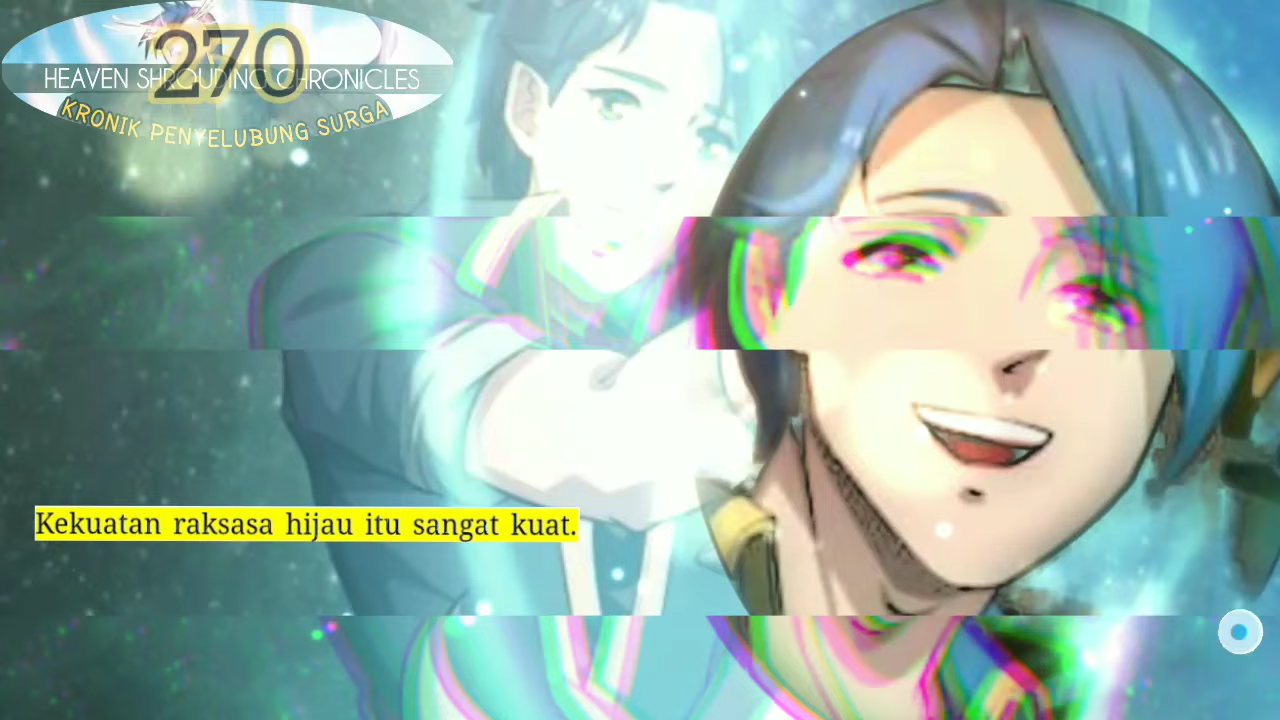 270
HEAVEN SHROUDING CHRONICLES
KRONIK PENYELUBUNG SURGA
Kekuatan raksasa hijau itu sangat kuat.